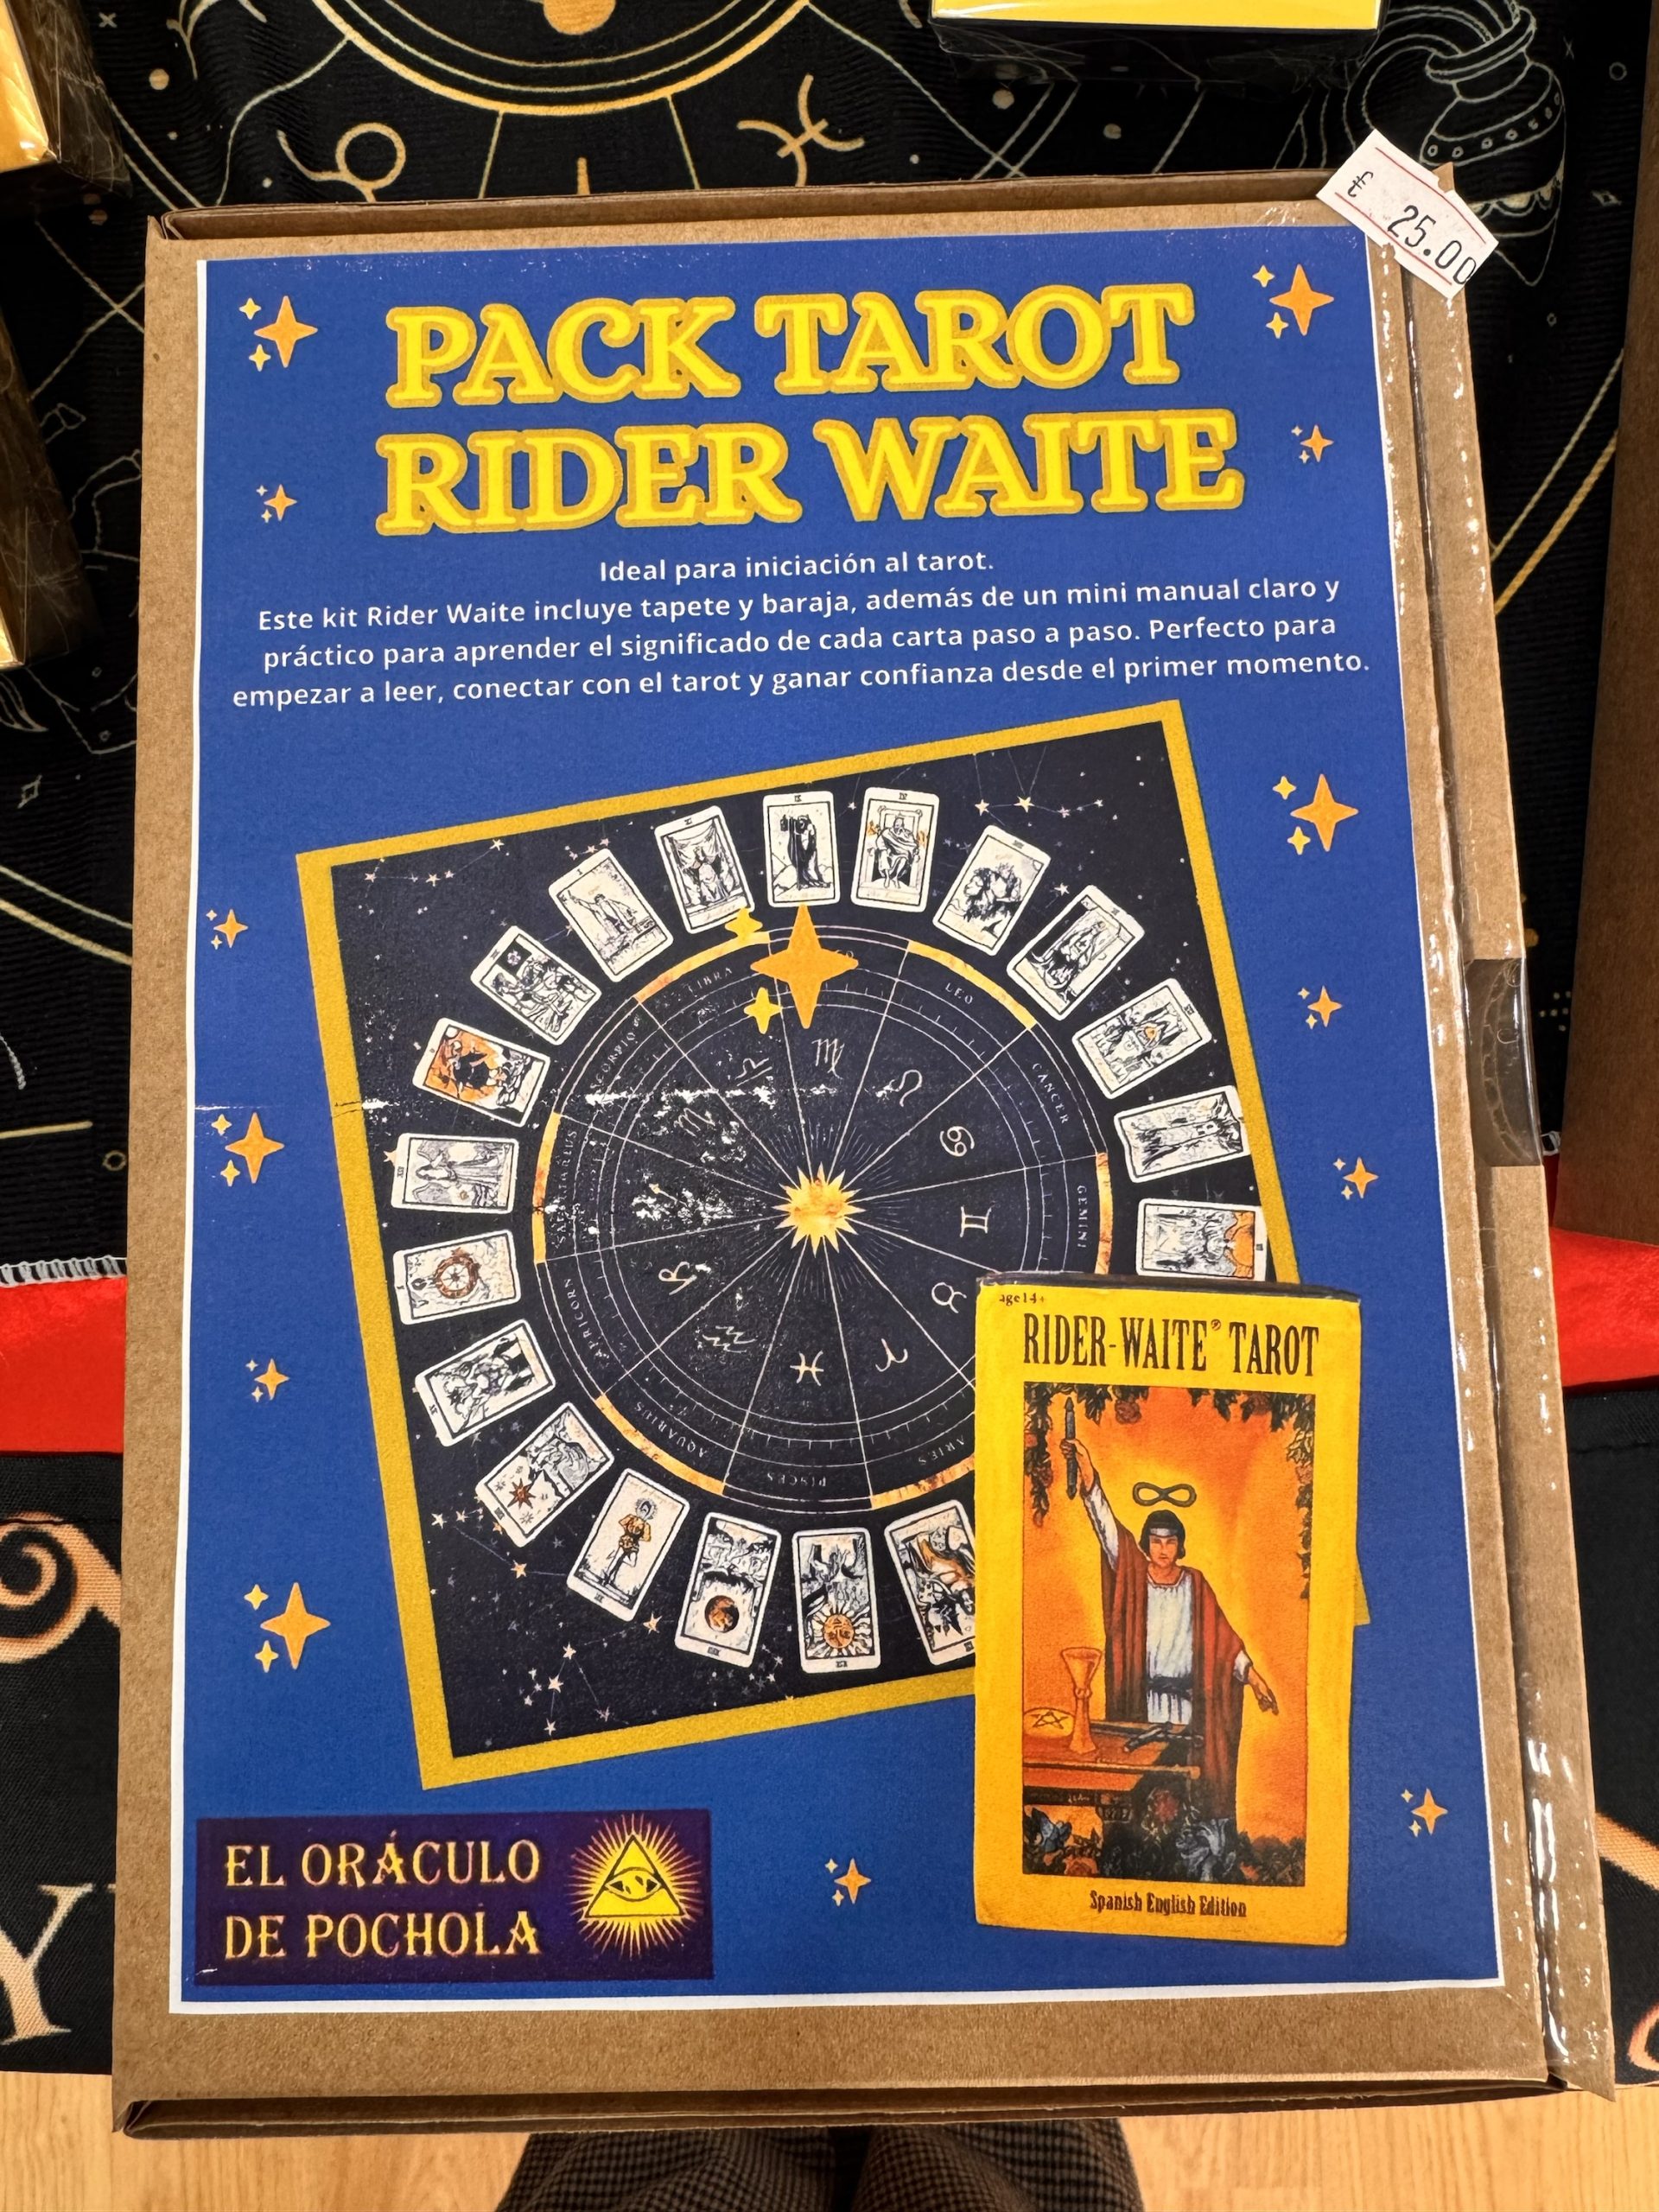 € 25.00
PACK TAROT
RIDER WAITE
Ideal para iniciación al tarot.
Este kit Rider Waite incluye tapete y baraja, además de un mini manual claro y
práctico para aprender el significado de cada carta paso a paso. Perfecto para
empezar a leer, conectar con el tarot y ganar confianza desde el primer momento.
LIBRA
LEO
CANCER
GEMINI
ARIES
PISCES
AQUARIUS
age14+
RIDER-WAITE® TAROT
Spanish English Edition
EL ORÁCULO
DE POCHOLA
Y